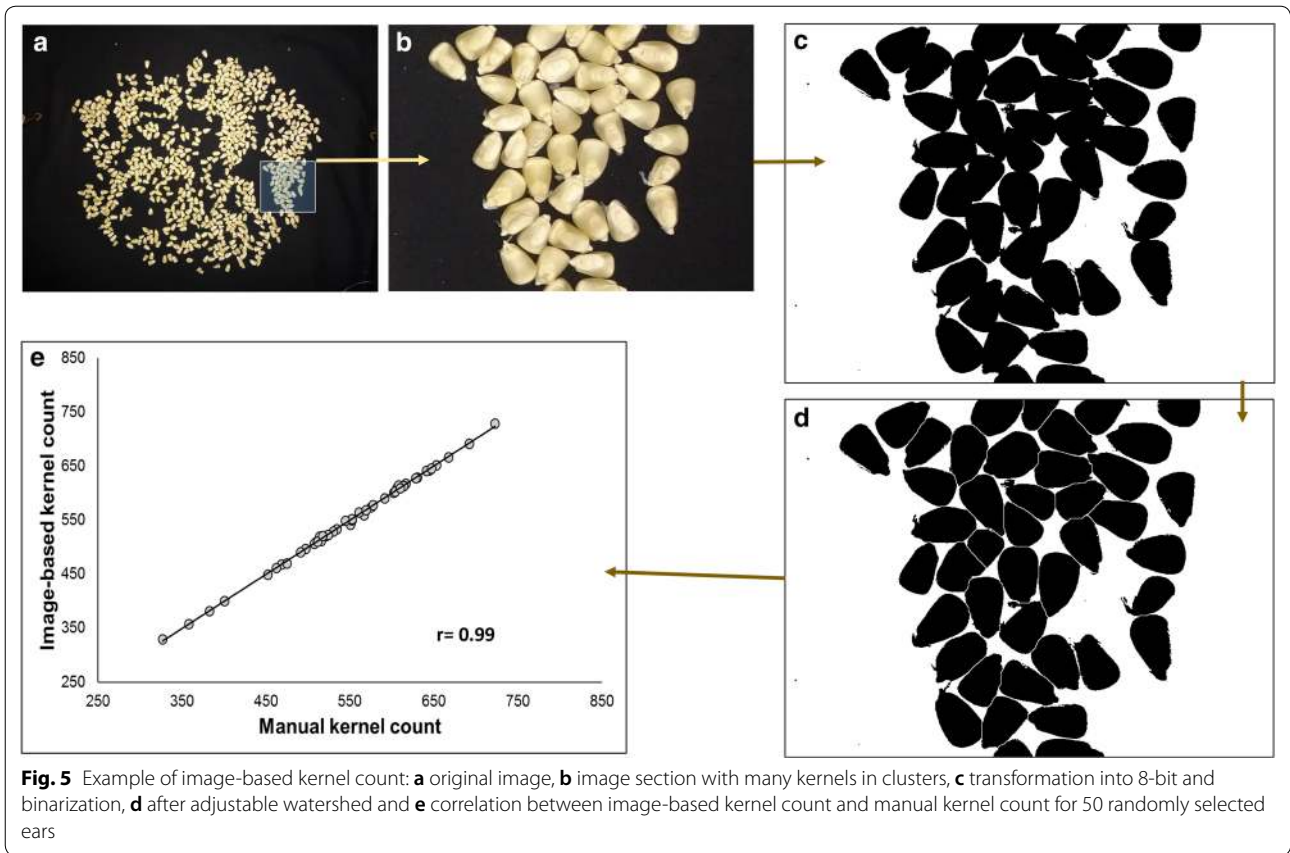 a
b
c
d
e
850
750
650
550
450
350
250
Image-based kernel count
r= 0.99
250 350 450 550 650 750 850
Manual kernel count
Fig. 5 Example of image-based kernel count: a original image, b image section with many kernels in clusters, c transformation into 8-bit and
binarization, d after adjustable watershed and e correlation between image-based kernel count and manual kernel count for 50 randomly selected
ears